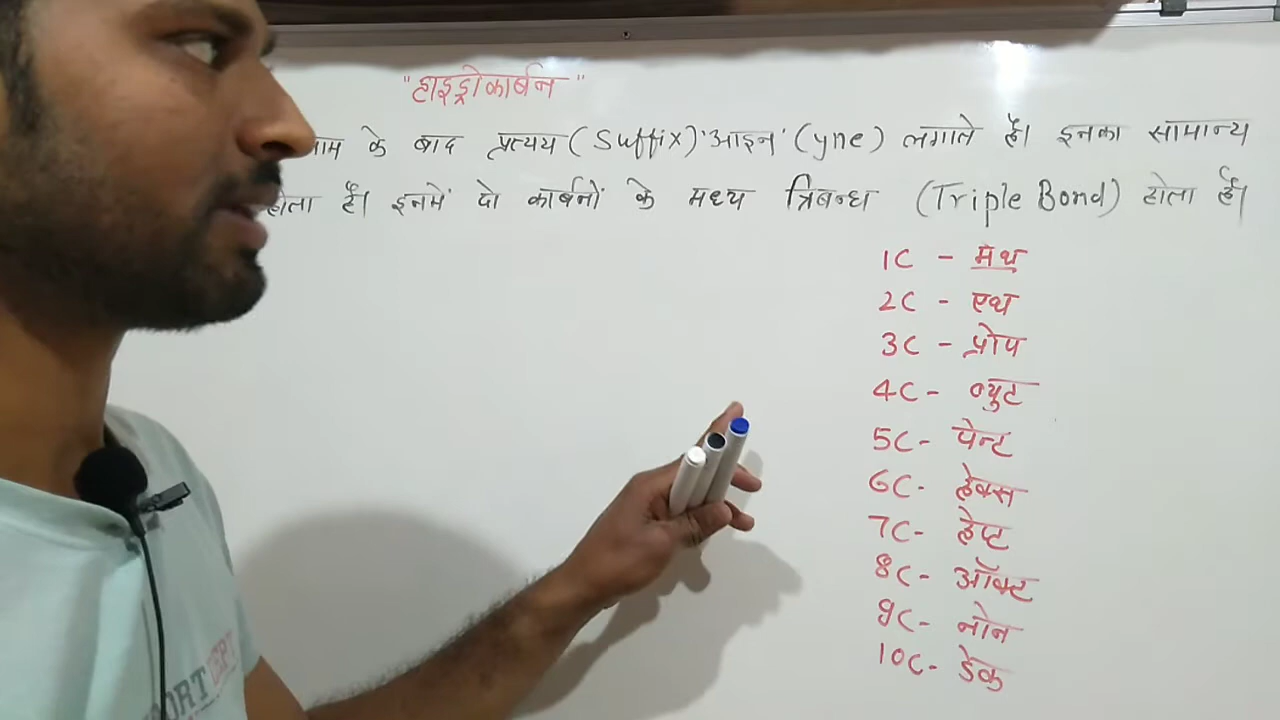 "हाइड्रोकार्बन"
नाम के बाद प्रत्यय (Suffix) 'आइन' (yne) लगाते हैं। इनका सामान्य
होता है। इनमें दो कार्बनों के मध्य त्रिबन्ध (Triple Bond) होता है।
1C - मेथ
2C - एथ
3C - प्रोप
4C - ब्युट
5C - पेन्ट
6C - हेक्स
7C - हेप्ट
8C - ऑक्ट
9C - नोन
10C - डेक